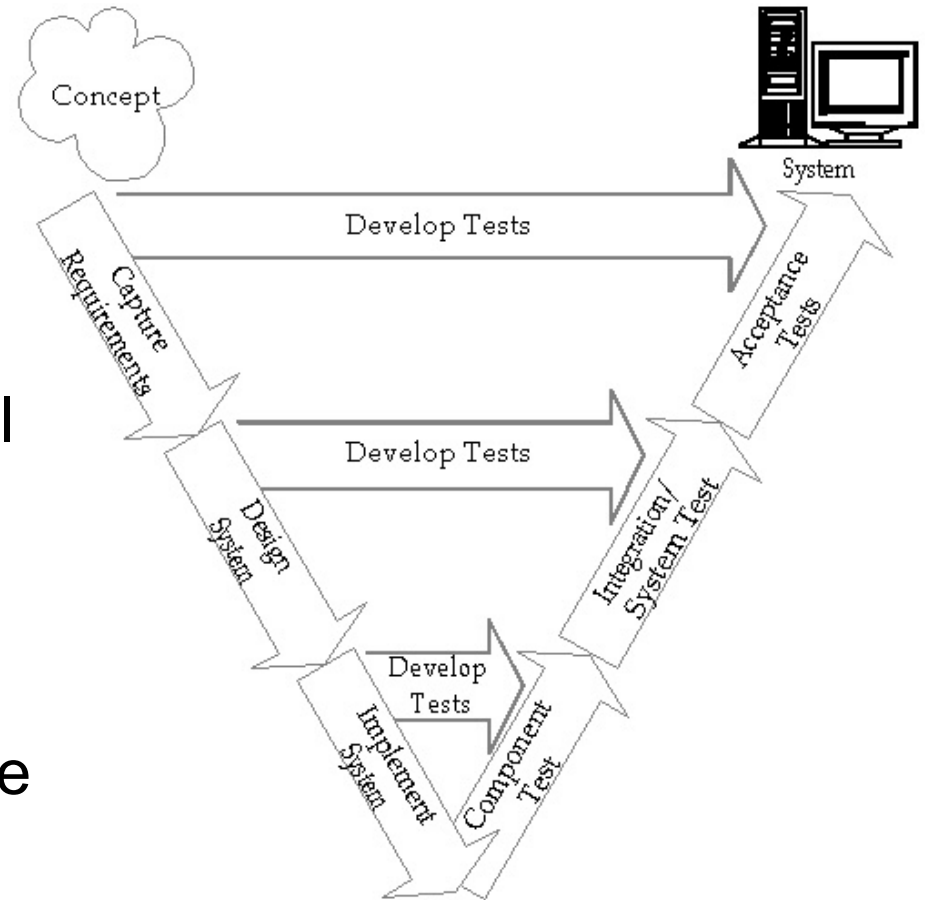 Concept
System
Develop Tests
Capture
Requirements
Acceptance
Tests
l
Develop Tests
Design
System
Integration/
System Test
Develop
Tests
Implement
System
Component
Test
e